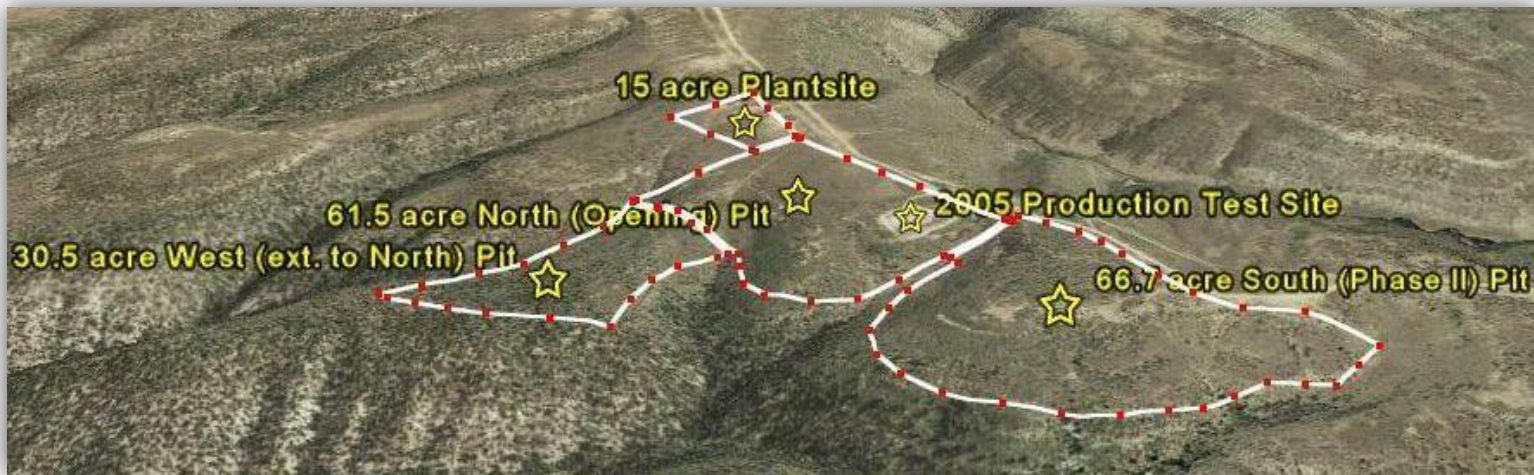 15 acre Plantsite
61.5 acre North (Opening) Pit
2005 Production Test Site
30.5 acre West (ext. to North) Pit
66.7 acre South (Phase II) Pit